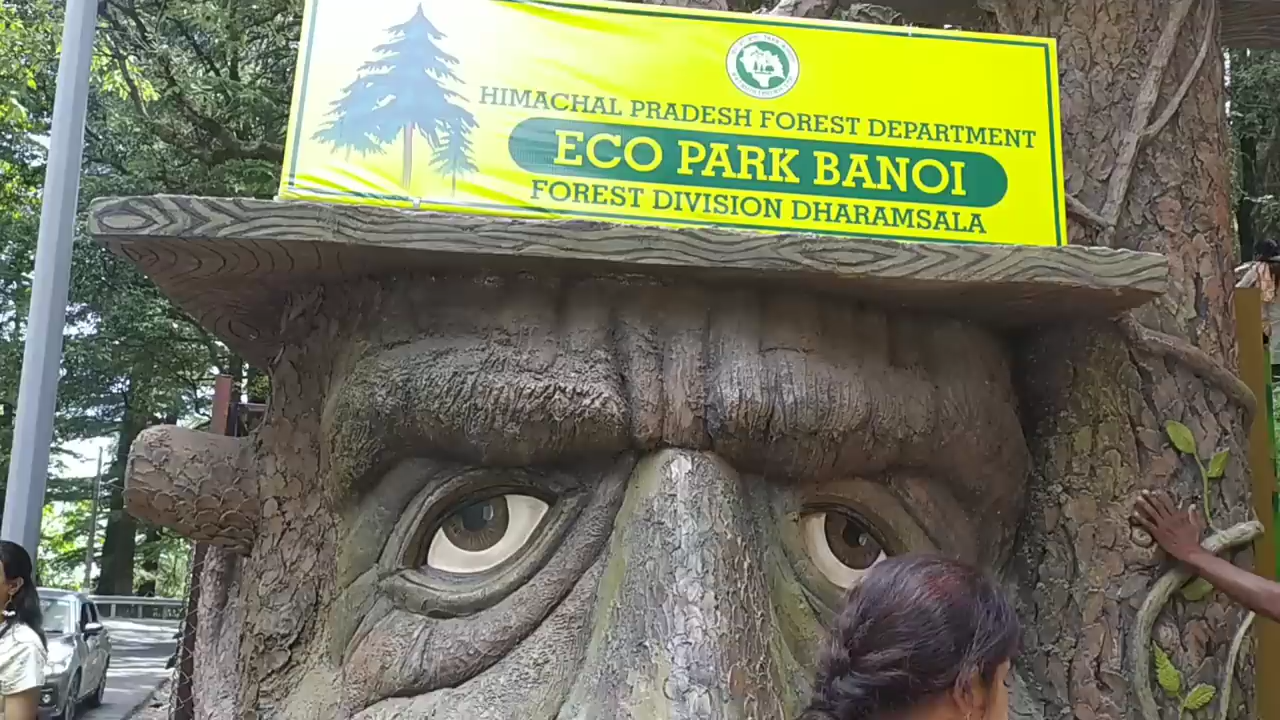 HIMACHAL PRADESH FOREST DEPARTMENT
ECO PARK BANOI
FOREST DIVISION DHARAMSALA